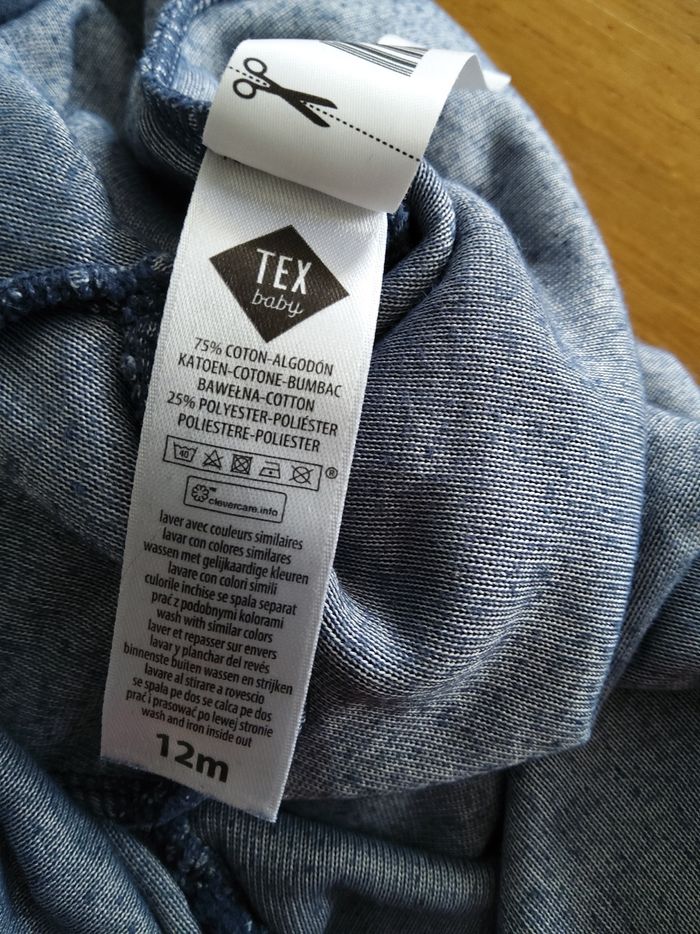 TEX
baby
75% COTON-ALGODÓN
KATOEN-COTONE-BUMBAC
BAWEŁNA-COTTON
25% POLYESTER-POLIÉSTER
POLIESTERE-POLIESTER
40
®
clevercare.info
laver avec couleurs similaires
lavar con colores similares
wassen met gelijkaardige kleuren
lavare con colori simili
culorile inchise se spala separat
prać z podobnymi kolorami
wash with similar colors
laver et repasser sur envers
lavar y planchar del revés
binnenste buiten wassen en strijken
lavare al stirare a rovescio
se spala pe dos se calca pe dos
prać i prasować po lewej stronie
wash and iron inside out
12m